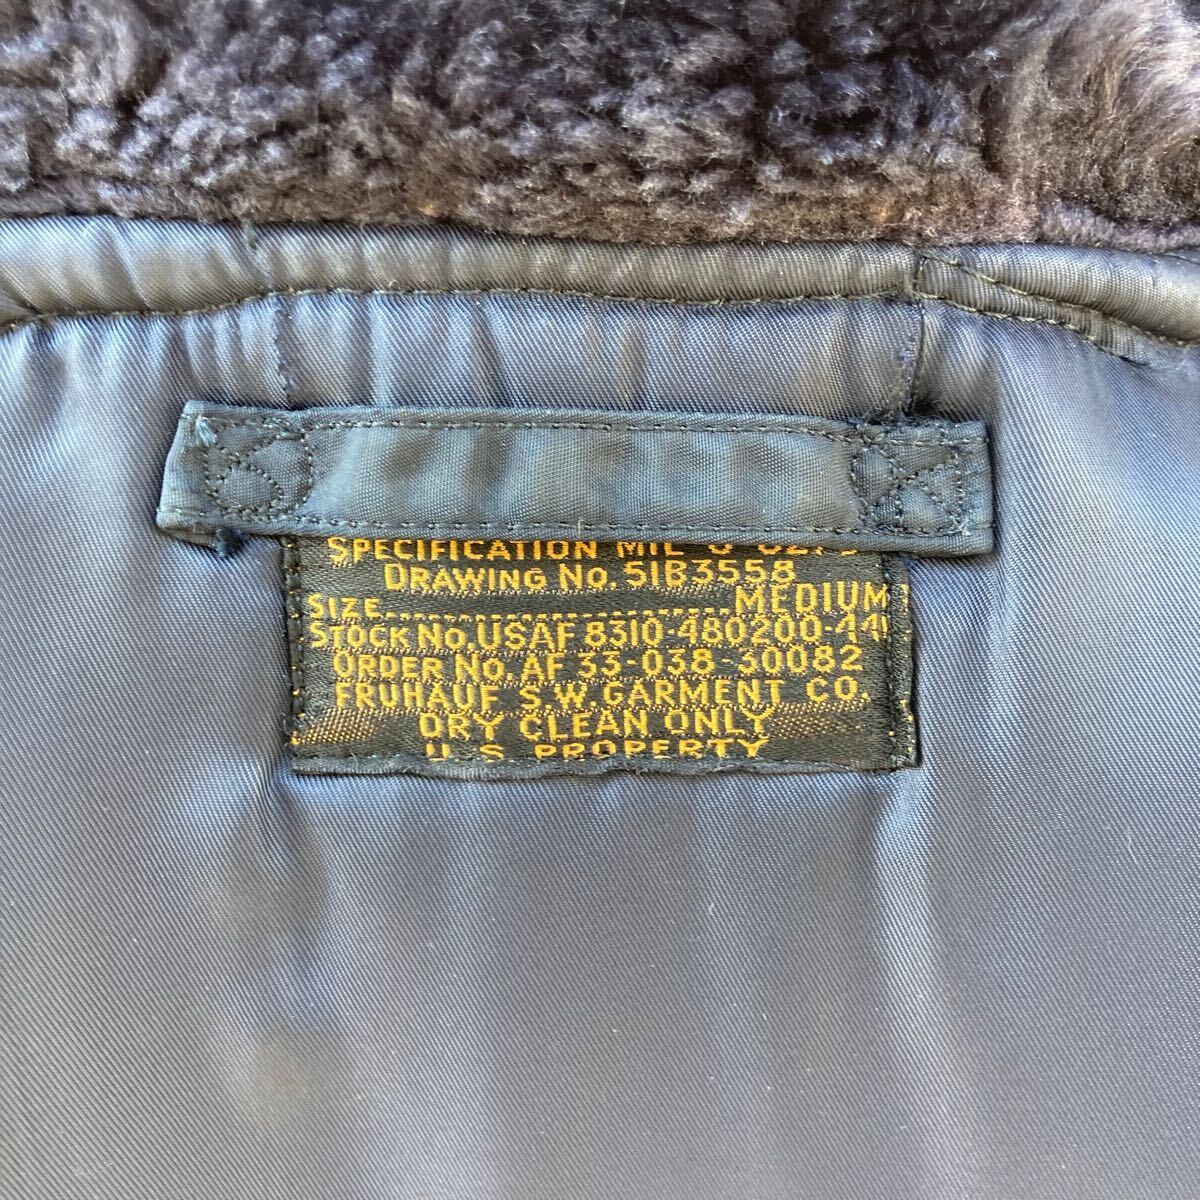 SPECIFICATION MIL
DRAWING NO. 51B3558
SIZE..............................MEDIUM
STOCK NO. USAF 8310-480200-
ORDER NO. AF 33-038-30082
FRUHAUF S.W. GARMENT CO.
DRY CLEAN ONLY
U.S PROPERTY